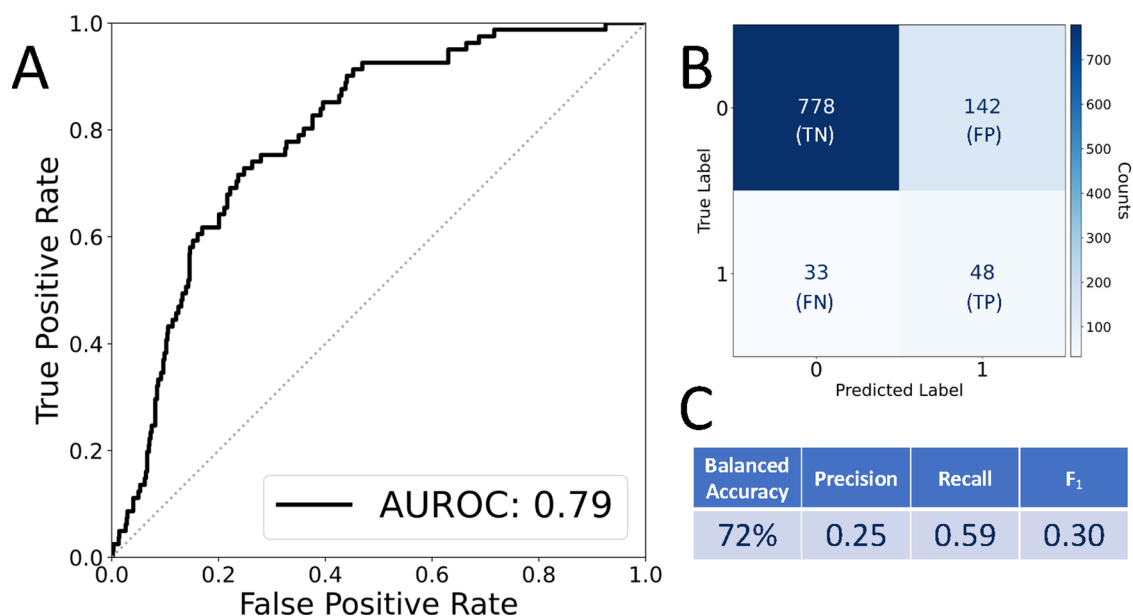 A
1.0
0.8
0.6
0.4
0.2
0.0
True Positive Rate
0.0
0.2
0.4
0.6
0.8
1.0
False Positive Rate
AUROC: 0.79
B
True Label
0
1
778
(TN)
142
(FP)
33
(FN)
48
(TP)
0
1
Predicted Label
700
600
500
400
300
200
100
Counts
C
Balanced Accuracy Precision Recall F₁
72% 0.25 0.59 0.30